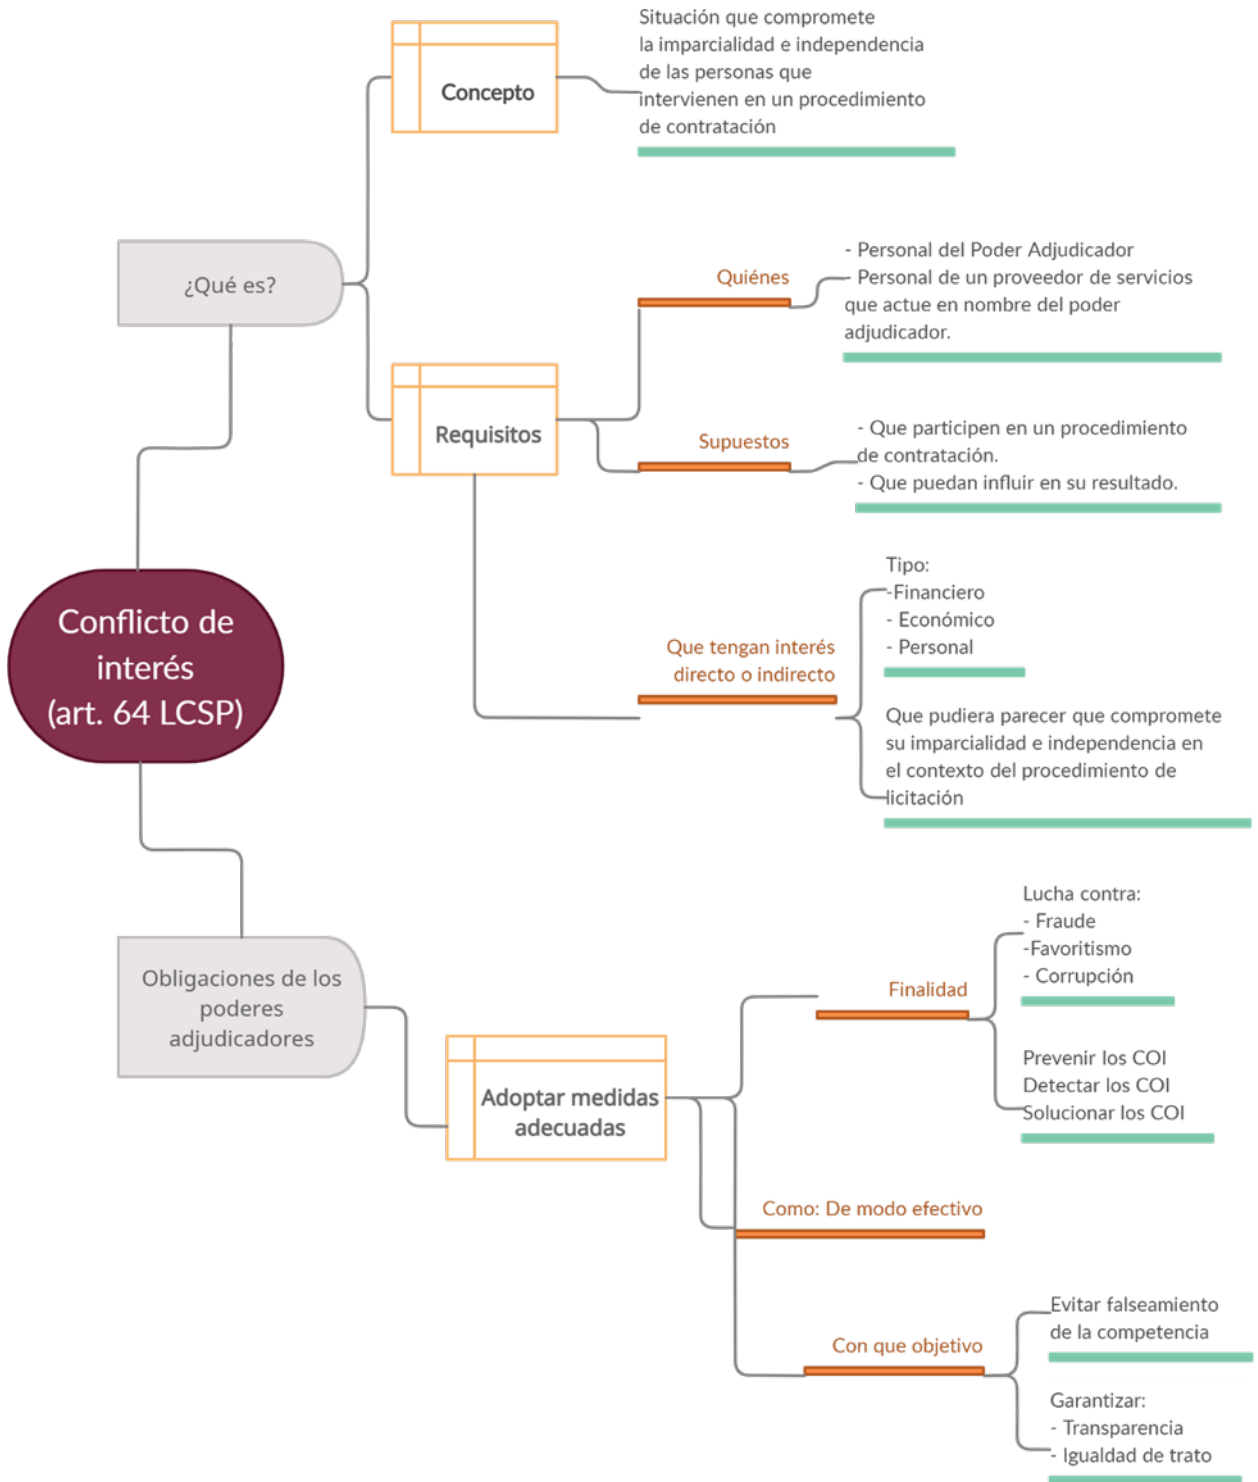 Situación que compromete
la imparcialidad e independencia
de las personas que
intervienen en un procedimiento
de contratación
Concepto
¿Qué es?
Quiénes
- Personal del Poder Adjudicador
- Personal de un proveedor de servicios
que actue en nombre del poder
adjudicador.
Requisitos
Supuestos
- Que participen en un procedimiento
de contratación.
- Que puedan influir en su resultado.
Conflicto de
interés
(art. 64 LCSP)
Que tengan interés
directo o indirecto
Tipo:
-Financiero
- Económico
- Personal
Que pudiera parecer que compromete
su imparcialidad e independencia en
el contexto del procedimiento de
licitación
Obligaciones de los
poderes
adjudicadores
Adoptar medidas
adecuadas
Finalidad
Lucha contra:
- Fraude
-Favoritismo
- Corrupción
Prevenir los COI
Detectar los COI
Solucionar los COI
Como: De modo efectivo
Con que objetivo
Evitar falseamiento
de la competencia
Garantizar:
- Transparencia
- Igualdad de trato